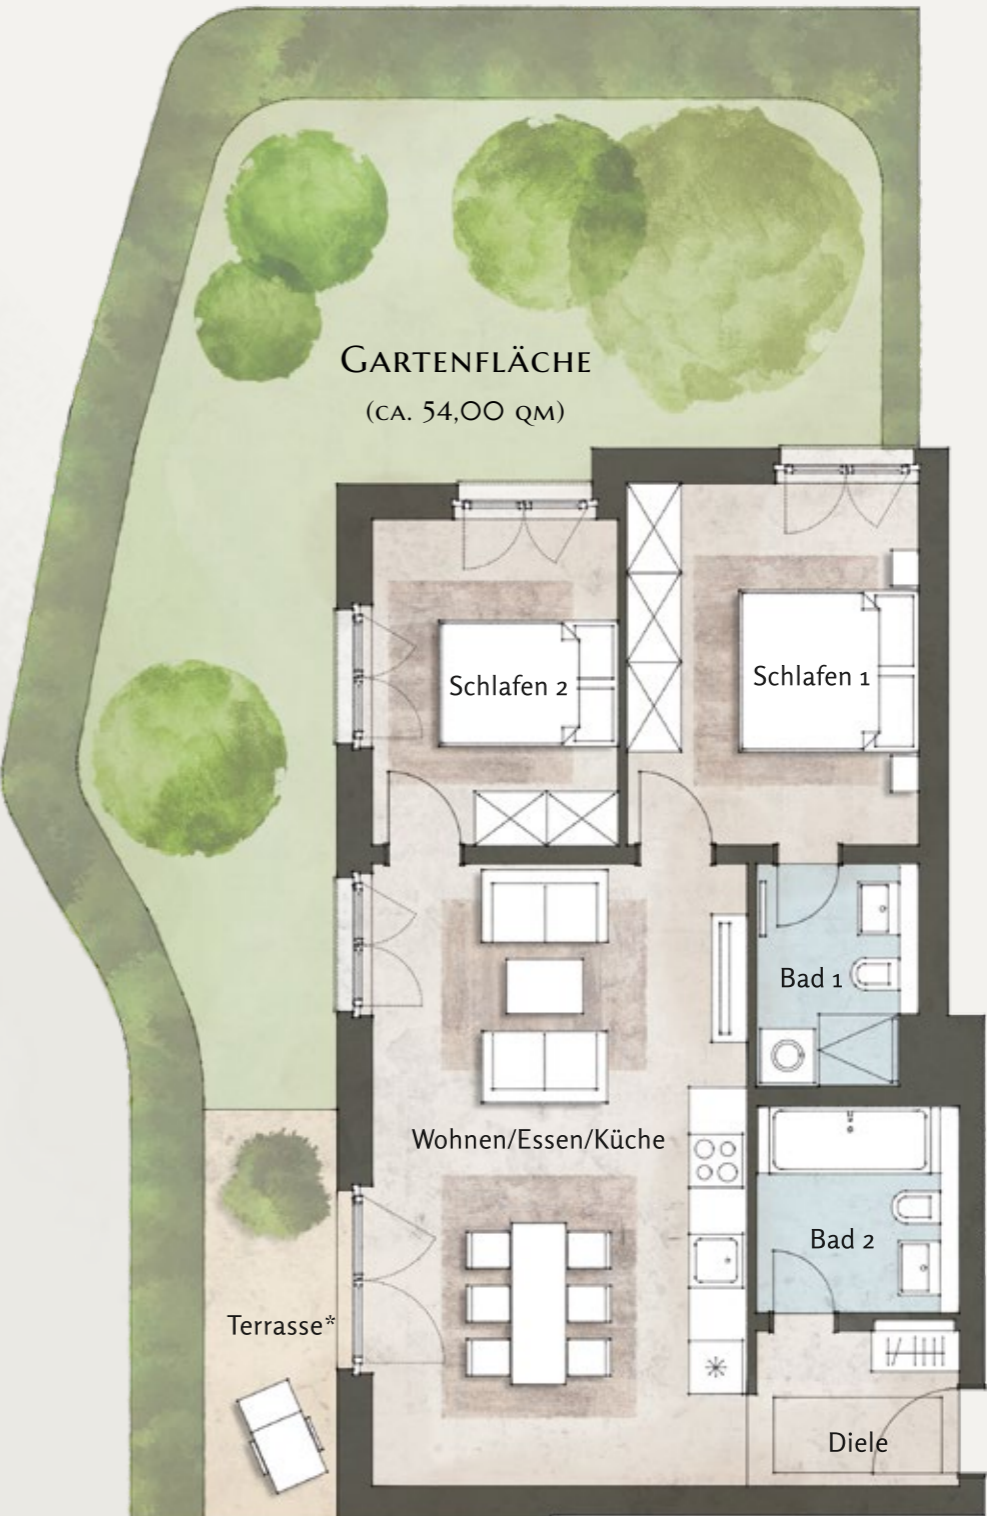 Gartenfläche
(ca. 54,00 qm)
Schlafen 2
Schlafen 1
Bad 1
Wohnen/Essen/Küche
Bad 2
Terrasse*
Diele